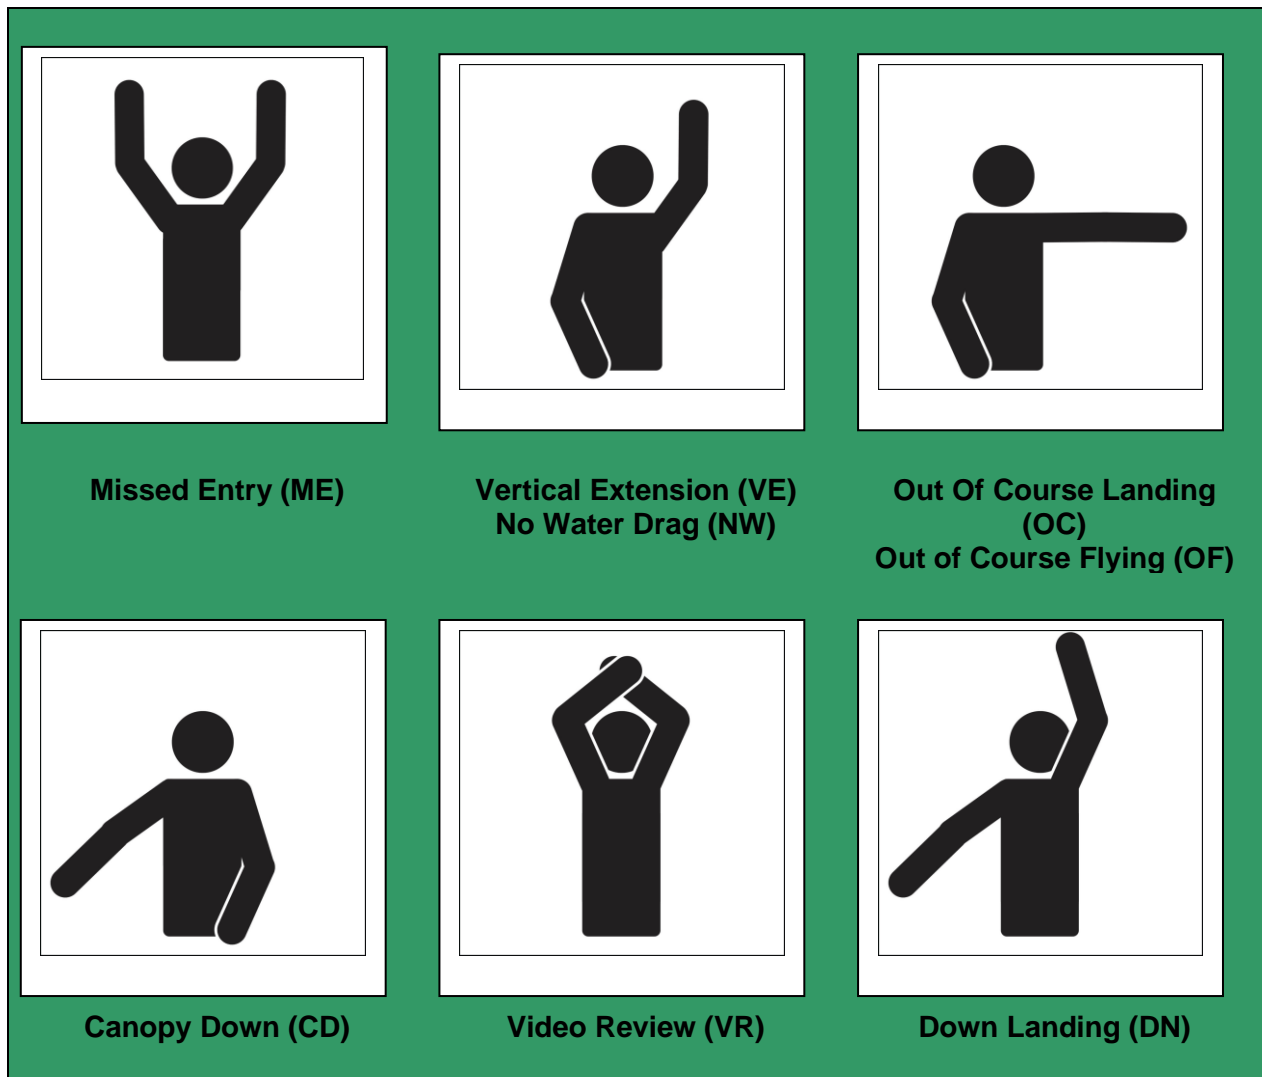 Missed Entry (ME)
Vertical Extension (VE)
No Water Drag (NW)
Out Of Course Landing
(OC)
Out of Course Flying (OF)
Canopy Down (CD)
Video Review (VR)
Down Landing (DN)